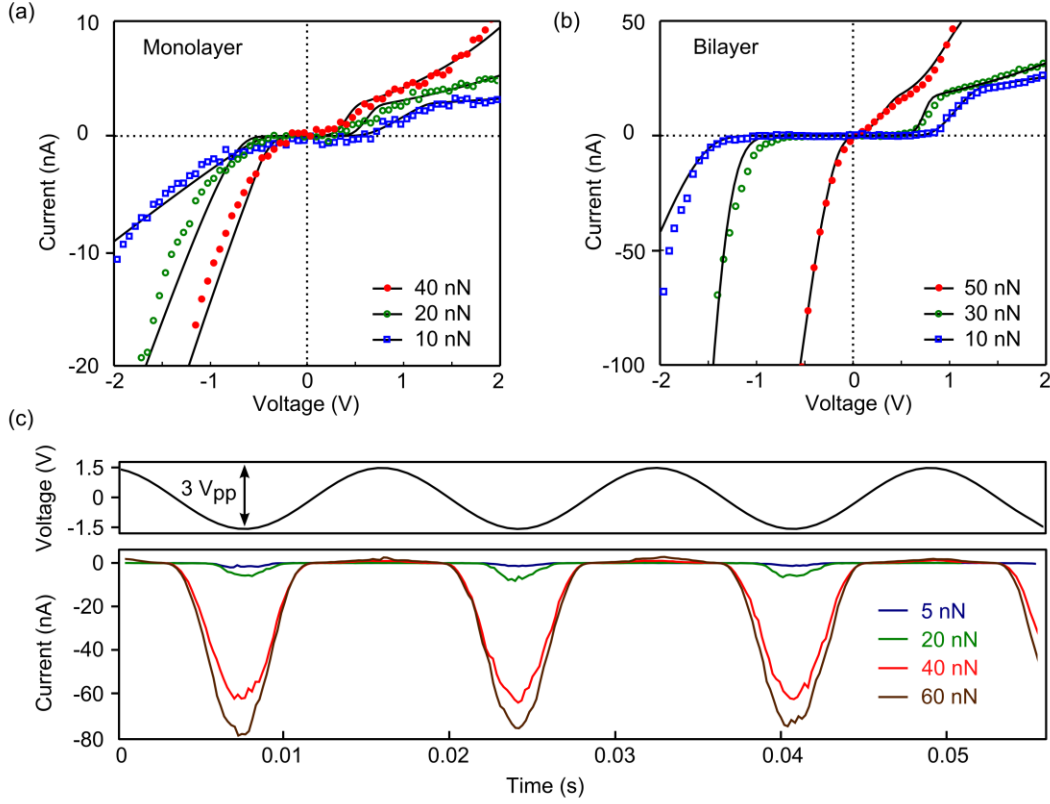 (a)
Monolayer
Current (nA)
10
0
-10
-20
-2
-1
0
1
2
Voltage (V)
40 nN
20 nN
10 nN
(b)
Bilayer
Current (nA)
50
0
-50
-100
-2
-1
0
1
2
Voltage (V)
50 nN
30 nN
10 nN
(c)
Voltage (V)
1.5
0
-1.5
3 Vpp
Current (nA)
0
-20
-40
-60
-80
5 nN
20 nN
40 nN
60 nN
0
0.01
0.02
0.03
0.04
0.05
Time (s)